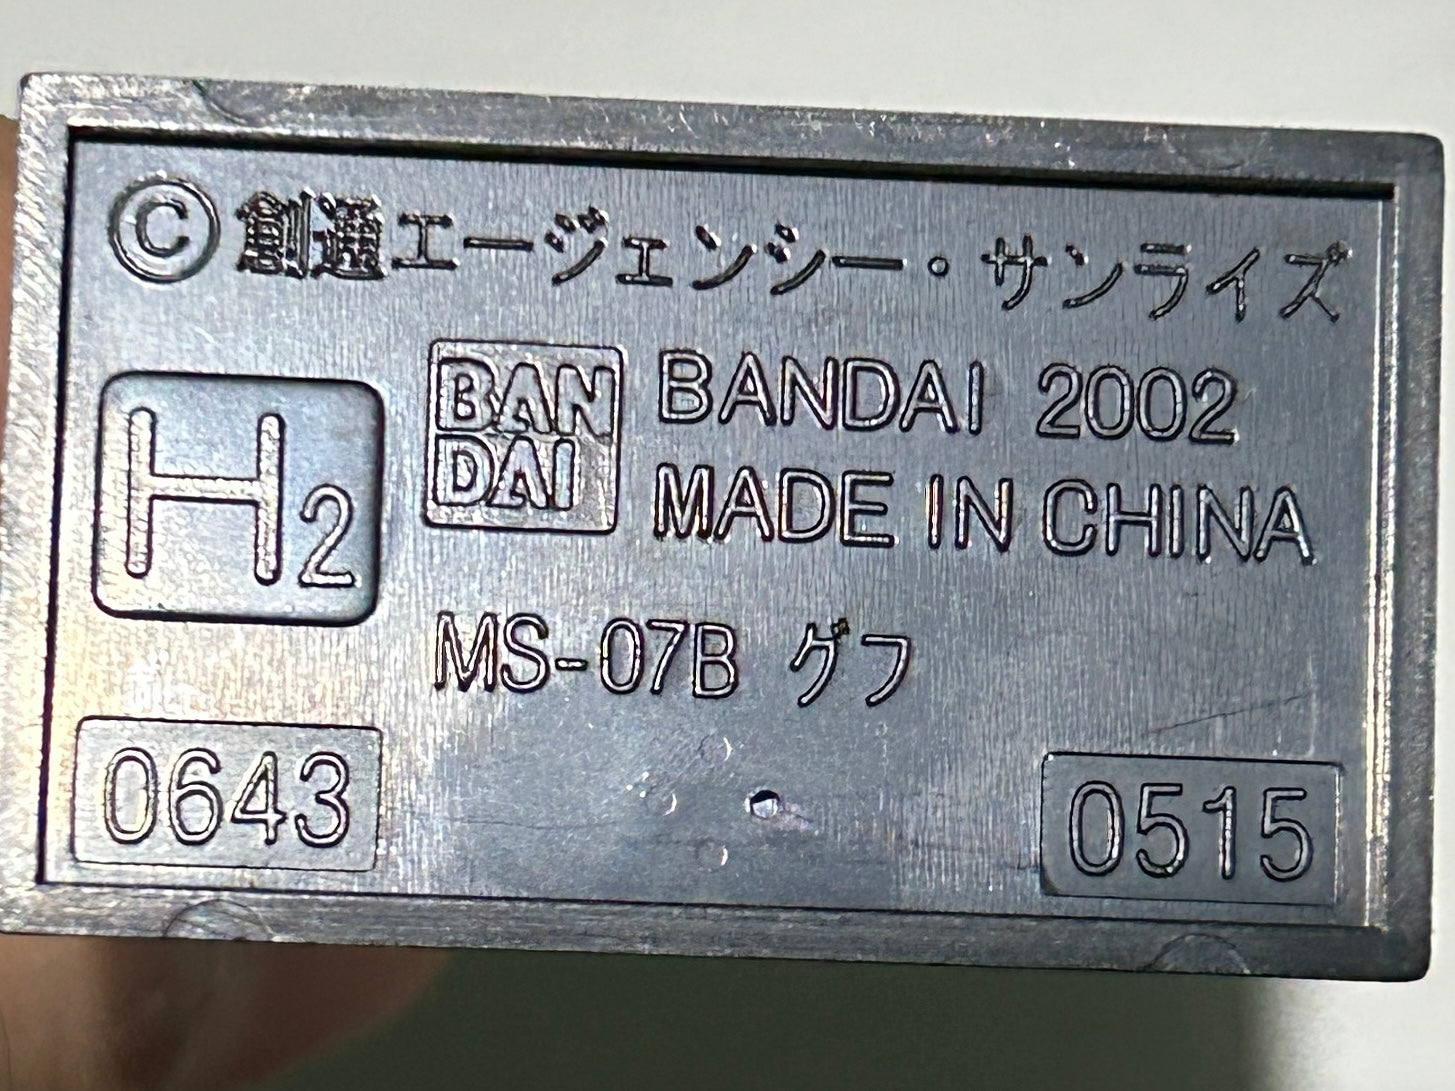 ©創通エージェンシー・サンライズ
H2
BAN
DAI
BANDAI 2002
MADE IN CHINA
MS-07B グフ
0643
0515